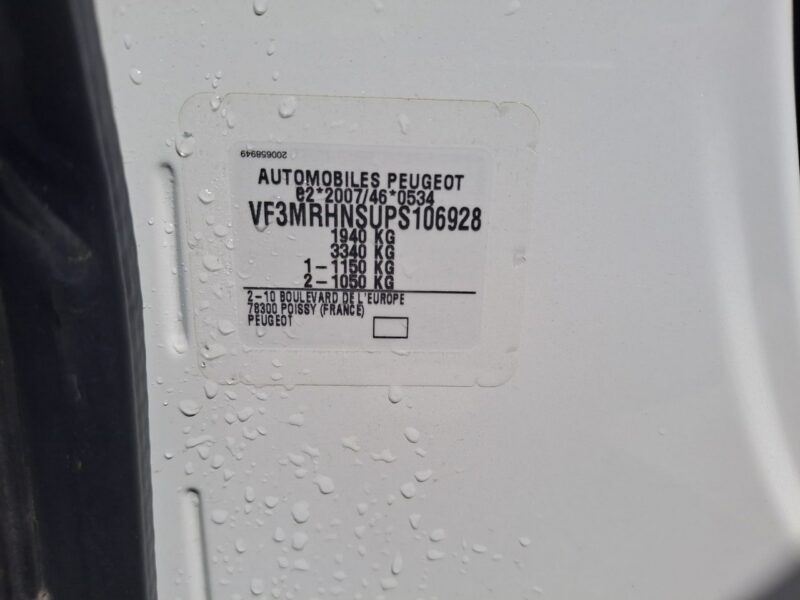 200658949
AUTOMOBILES PEUGEOT
e2*2007/46*0534
VF3MRHNSUPS106928
1940 KG
3340 KG
1-1150 KG
2-1050 KG
2-10 BOULEVARD DE L'EUROPE
78300 POISSY (FRANCE)
PEUGEOT